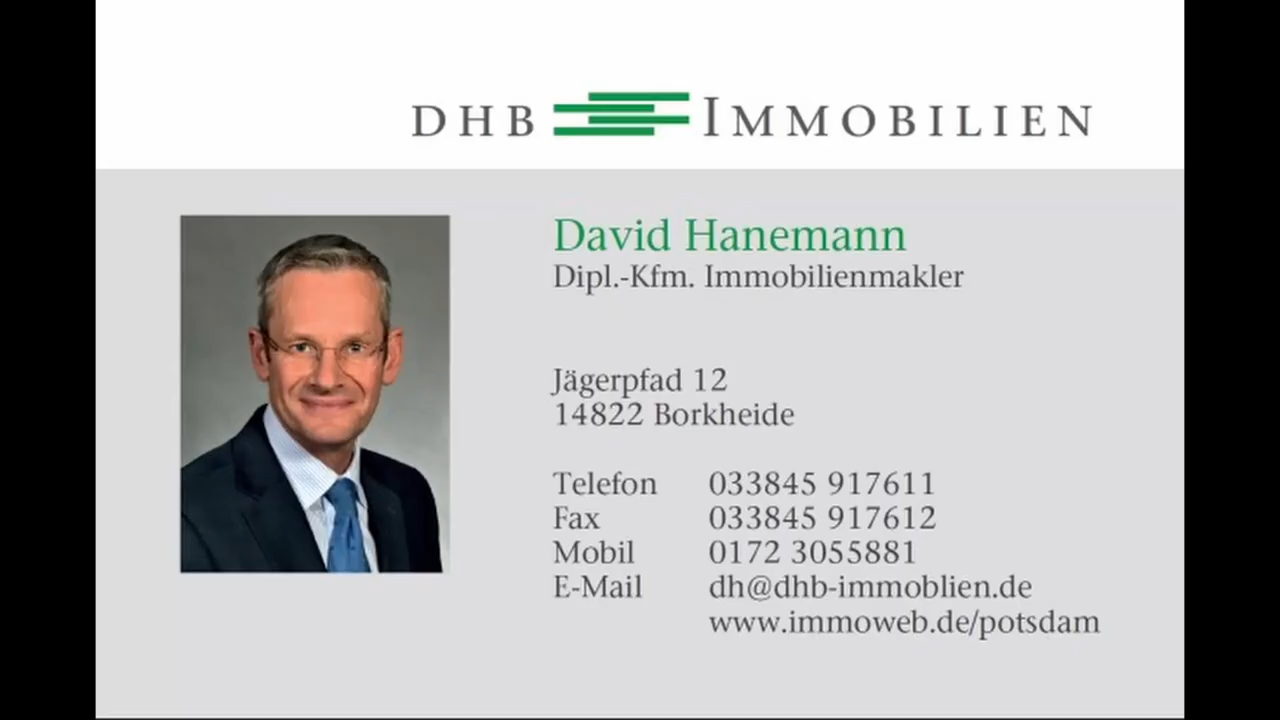 DHB IMMOBILIEN
David Hanemann
Dipl.-Kfm. Immobilienmakler
Jägerpfad 12
14822 Borkheide
Telefon 033845 917611
Fax 033845 917612
Mobil 0172 3055881
E-Mail dh@dhb-immoblien.de
www.immoweb.de/potsdam